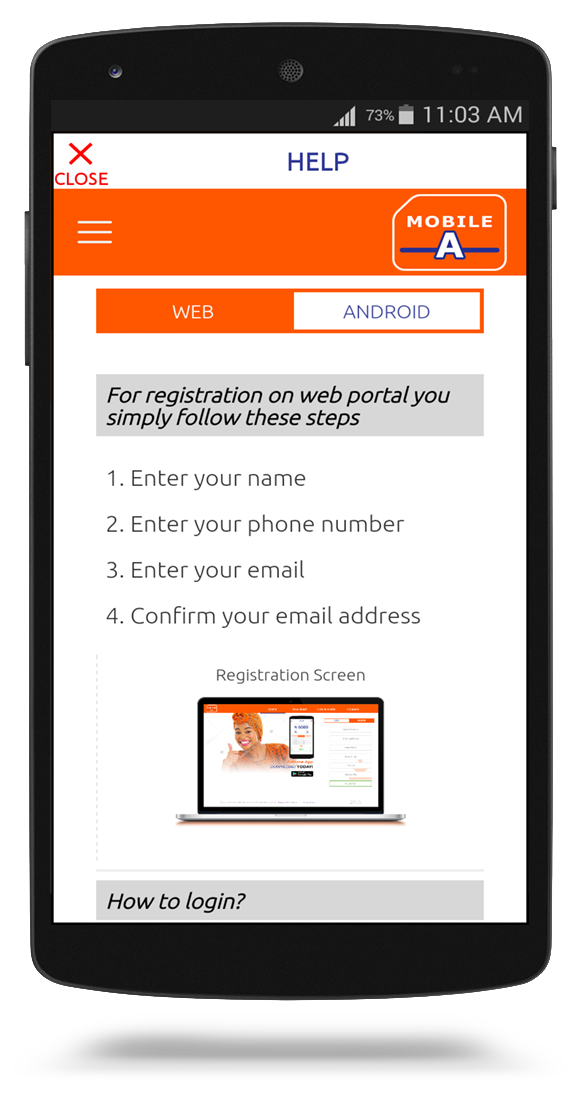 73% 11:03 AM
HELP
CLOSE
MOBILE
A
WEB ANDROID
For registration on web portal you
simply follow these steps
1. Enter your name
2. Enter your phone number
3. Enter your email
4. Confirm your email address
Registration Screen
TODAY!
How to login?